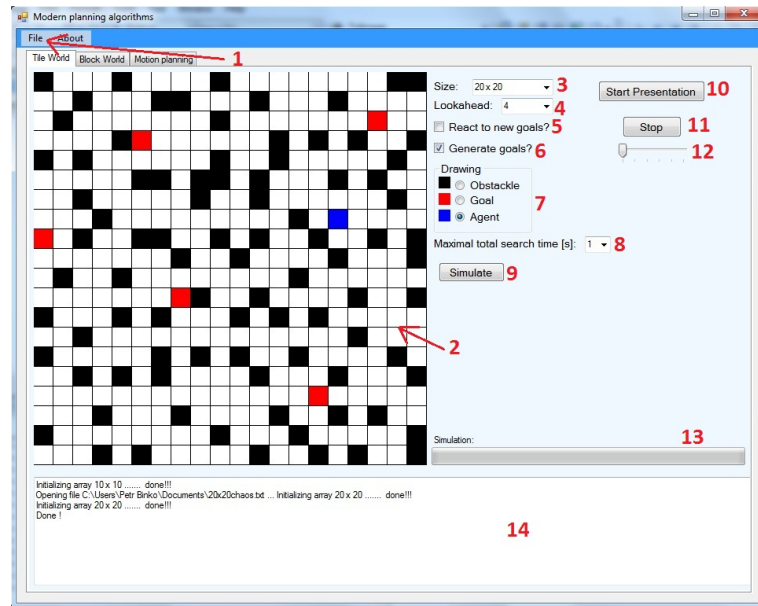 Modern planning algorithms
File About
1
Tile World Block World Motion planning
Size: 20 x 20 3
Lookahead: 4 4
React to new goals? 5
Generate goals? 6
Drawing
Obstackle
Goal
Agent
7
Maximal total search time [s]: 1 8
Simulate 9
Start Presentation 10
Stop 11
12
2
Simulation: 13
Initializing array 10 x 10 ....... done!!!
Opening file C:\Users\Petr Binko\Documents\20x20chaos.txt ... Initializing array 20 x 20 ....... done!!!
Initializing array 20 x 20 ....... done!!!
Done !
14